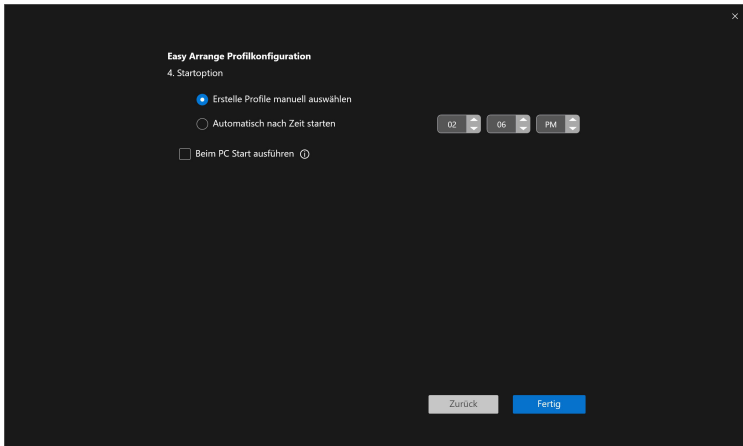 Easy Arrange Profilkonfiguration
4. Startoption
Erstelle Profile manuell auswählen
Automatisch nach Zeit starten 02 06 PM
Beim PC Start ausführen
Zurück Fertig